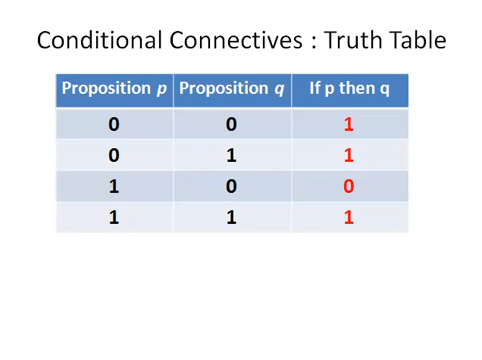 Conditional Connectives : Truth Table
Proposition p Proposition q If p then q
0 0 1
0 1 1
1 0 0
1 1 1